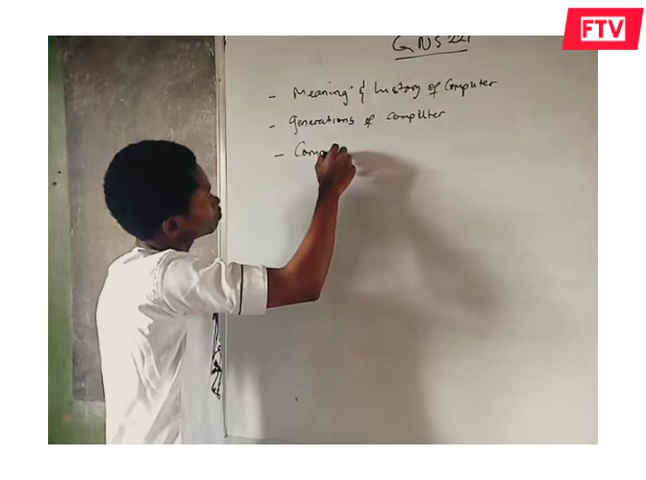 FTV
GNS 221
- Meaning & history of Computer
- Generations of computer
- Comp